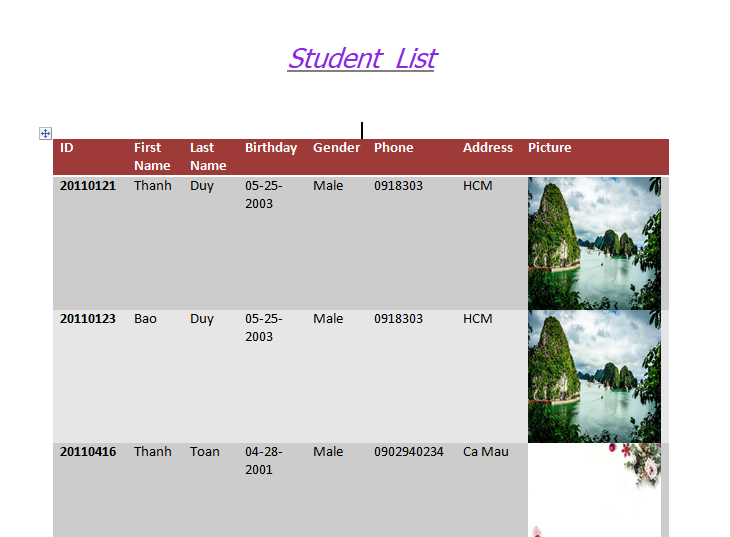 Student List
ID First Name Last Name Birthday Gender Phone Address Picture
20110121 Thanh Duy 05-25-2003 Male 0918303 HCM
20110123 Bao Duy 05-25-2003 Male 0918303 HCM
20110416 Thanh Toan 04-28-2001 Male 0902940234 Ca Mau